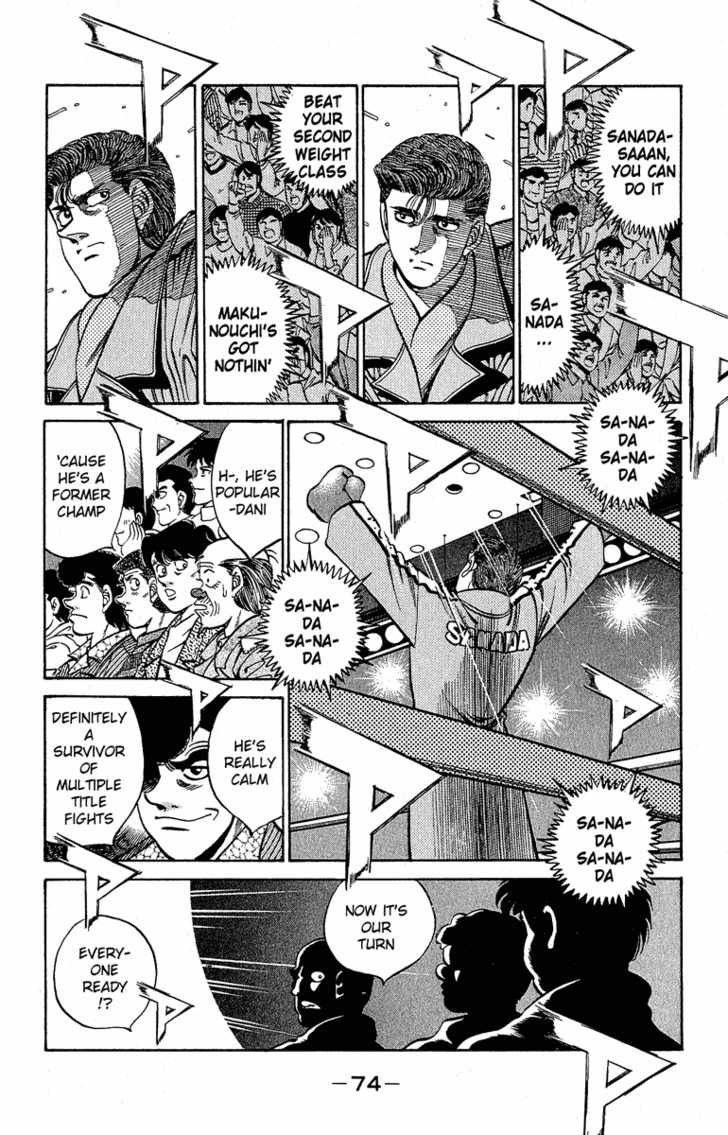 SANADA-
SAAAN,
YOU CAN
DO IT
SA-
NADA
...
BEAT
YOUR
SECOND
WEIGHT
CLASS
MAKU-
NOUCHI'S
GOT
NOTHIN'
SA-NA-
DA
SA-NA-
DA
H-, HE'S
POPULAR
-DANI
'CAUSE
HE'S A
FORMER
CHAMP
SA-NA-
DA
SA-NA-
DA
SANADA
HE'S
REALLY
CALM
DEFINITELY
A
SURVIVOR
OF
MULTIPLE
TITLE
FIGHTS
SA-NA-
DA
SA-NA-
DA
NOW IT'S
OUR
TURN
EVERY-
ONE
READY
!?
-74-